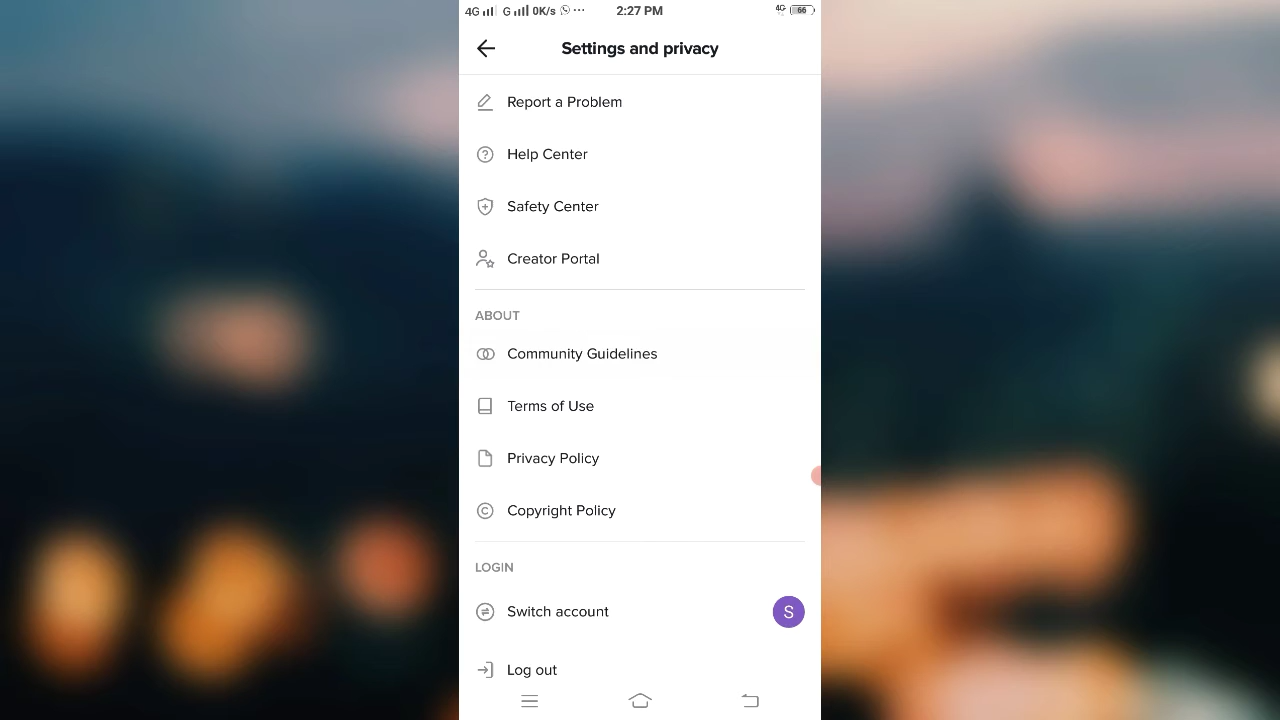 4G G 0K/s ... 2:27 PM 4G 66
Settings and privacy
Report a Problem
Help Center
Safety Center
Creator Portal
ABOUT
Community Guidelines
Terms of Use
Privacy Policy
Copyright Policy
LOGIN
Switch account S
Log out